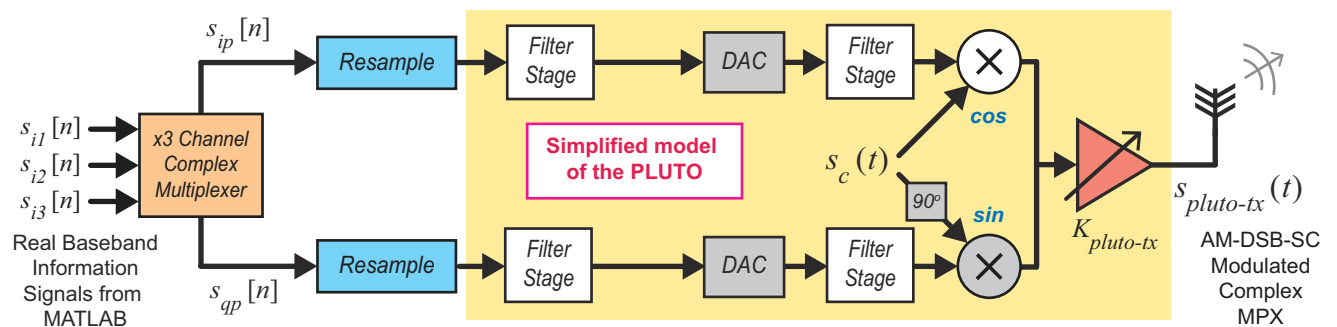 s_ip[n]
Resample
Filter
Stage
DAC
Filter
Stage
cos
s_i1[n]
s_i2[n]
s_i3[n]
x3 Channel
Complex
Multiplexer
Simplified model
of the PLUTO
s_c(t)
90°
sin
K_pluto-tx
s_pluto-tx(t)
Real Baseband
Information
Signals from
MATLAB
s_qp[n]
Resample
Filter
Stage
DAC
Filter
Stage
AM-DSB-SC
Modulated
Complex
MPX